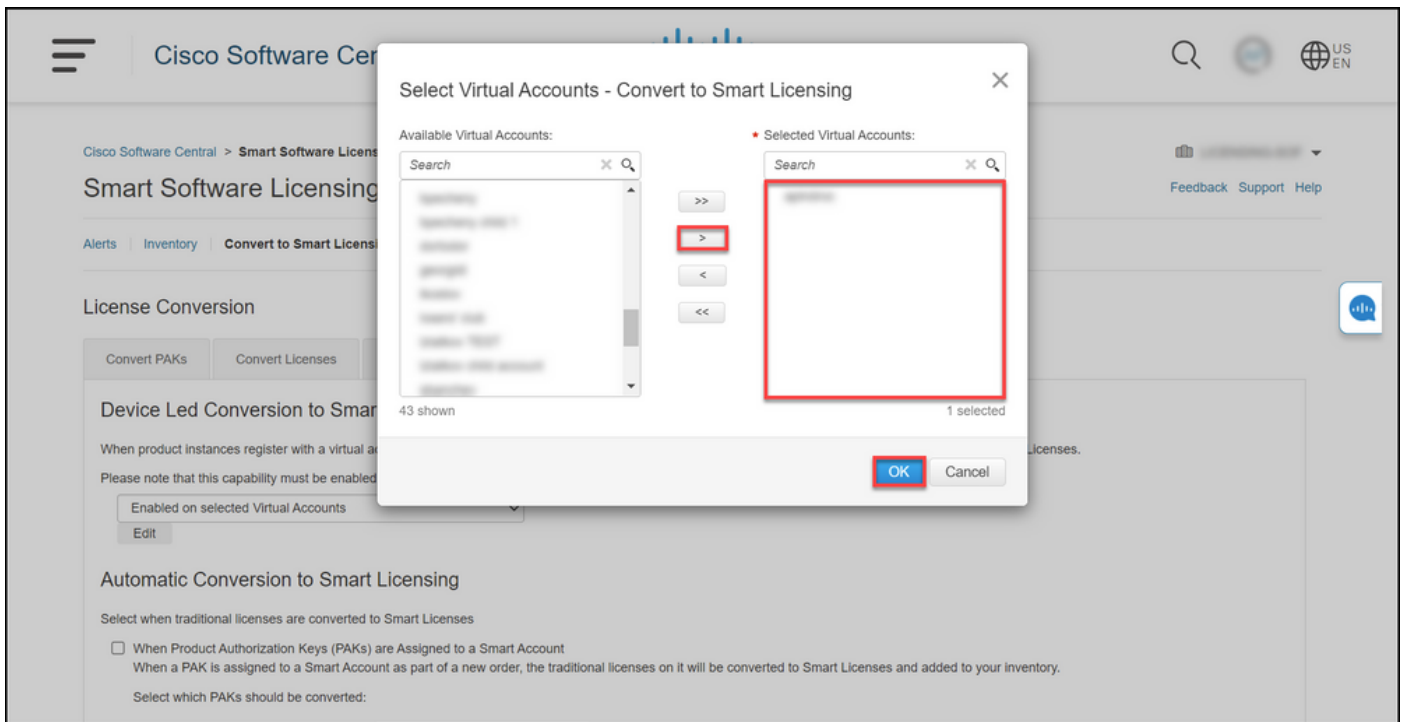 Cisco Software Cer
US
EN
Select Virtual Accounts - Convert to Smart Licensing
Available Virtual Accounts:
* Selected Virtual Accounts:
Search
Search
>>
>
<
<<
43 shown
1 selected
OK
Cancel
Cisco Software Central > Smart Software Licens
Smart Software Licensing
Feedback Support Help
Alerts Inventory Convert to Smart Licensi
License Conversion
Convert PAKs
Convert Licenses
Device Led Conversion to Smar
When product instances register with a virtual a
Licenses.
Please note that this capability must be enabled
Enabled on selected Virtual Accounts
Edit
Automatic Conversion to Smart Licensing
Select when traditional licenses are converted to Smart Licenses
When Product Authorization Keys (PAKs) are Assigned to a Smart Account
When a PAK is assigned to a Smart Account as part of a new order, the traditional licenses on it will be converted to Smart Licenses and added to your inventory.
Select which PAKs should be converted: